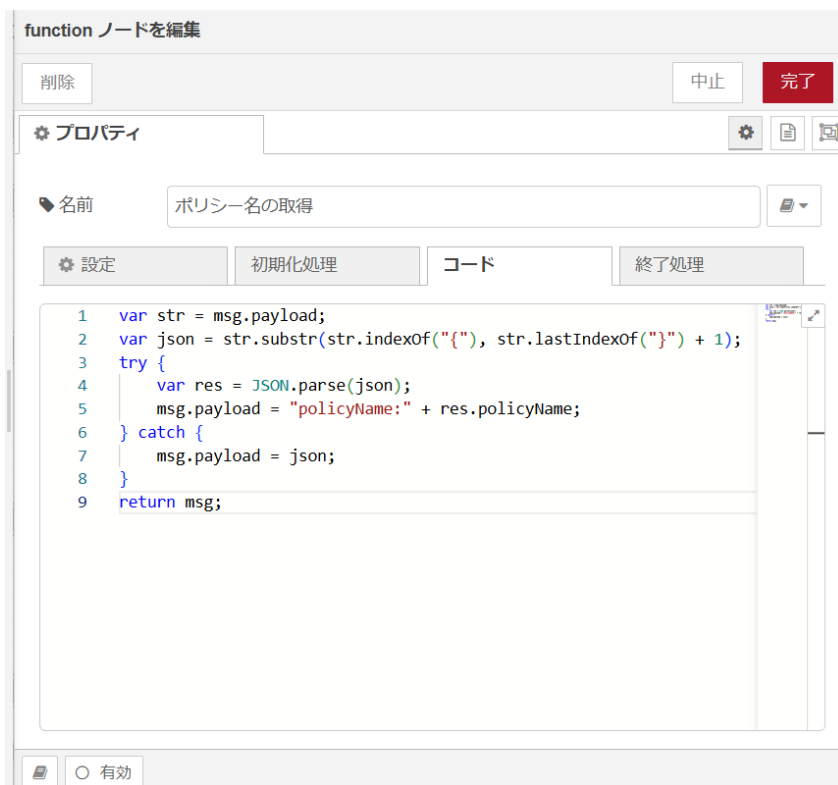 function ノードを編集
削除
中止
完了
プロパティ
名前
ポリシー名の取得
設定
初期化処理
コード
終了処理
1 var str = msg.payload;
2 var json = str.substr(str.indexOf("{"), str.lastIndexOf("}") + 1);
3 try {
4 var res = JSON.parse(json);
5 msg.payload = "policyName:" + res.policyName;
6 } catch {
7 msg.payload = json;
8 }
9 return msg;
有効